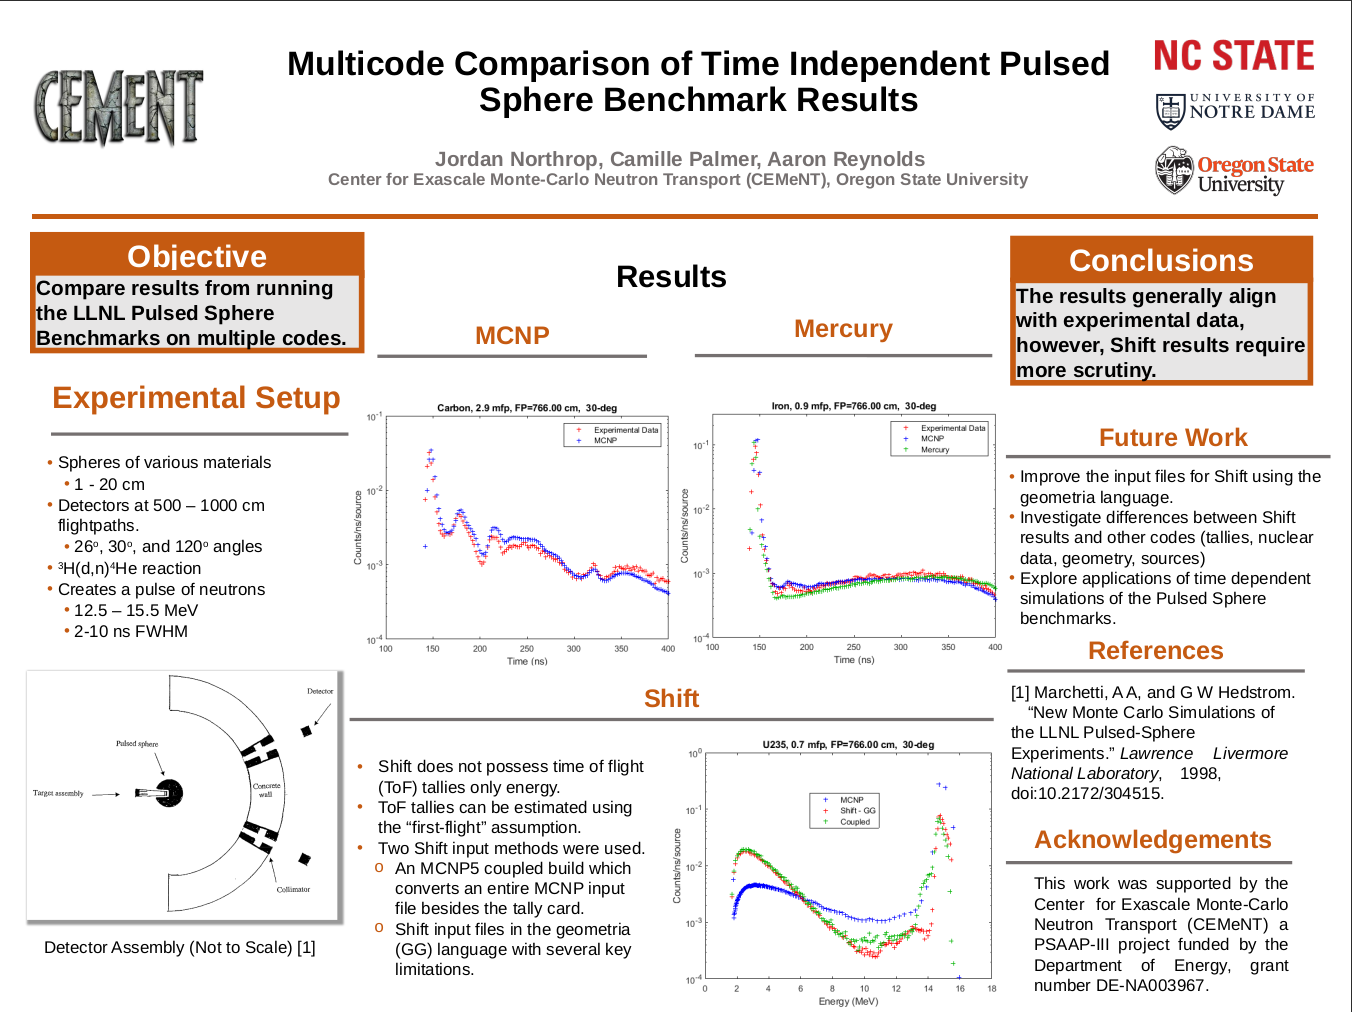 CEMeNT
Multicode Comparison of Time Independent Pulsed
Sphere Benchmark Results
Jordan Northrop, Camille Palmer, Aaron Reynolds
Center for Exascale Monte-Carlo Neutron Transport (CEMeNT), Oregon State University
NC STATE
UNIVERSITY OF
NOTRE DAME
Oregon State
University
Objective
Compare results from running
the LLNL Pulsed Sphere
Benchmarks on multiple codes.
Experimental Setup
• Spheres of various materials
• 1 - 20 cm
• Detectors at 500 – 1000 cm
flightpaths.
• 26º, 30º, and 120º angles
• ³H(d,n)⁴He reaction
• Creates a pulse of neutrons
• 12.5 – 15.5 MeV
• 2-10 ns FWHM
Detector
Pulsed sphere
Target assembly
Concrete
wall
Collimator
Detector Assembly (Not to Scale) [1]
Results
MCNP
Carbon, 2.9 mfp, FP=766.00 cm, 30-deg
Experimental Data
MCNP
Counts/ns/source
10⁻¹
10⁻²
10⁻³
10⁻⁴
100 150 200 250 300 350 400
Time (ns)
Mercury
Iron, 0.9 mfp, FP=766.00 cm, 30-deg
Experimental Data
MCNP
Mercury
Counts/ns/source
10⁻¹
10⁻²
10⁻³
10⁻⁴
100 150 200 250 300 350 400
Time (ns)
Shift
• Shift does not possess time of flight
(ToF) tallies only energy.
• ToF tallies can be estimated using
the “first-flight” assumption.
• Two Shift input methods were used.
o An MCNP5 coupled build which
converts an entire MCNP input
file besides the tally card.
o Shift input files in the geometria
(GG) language with several key
limitations.
U235, 0.7 mfp, FP=766.00 cm, 30-deg
MCNP
Shift - GG
Coupled
Counts/ns/source
10⁰
10⁻¹
10⁻²
10⁻³
10⁻⁴
0 2 4 6 8 10 12 14 16 18
Energy (MeV)
Conclusions
The results generally align
with experimental data,
however, Shift results require
more scrutiny.
Future Work
• Improve the input files for Shift using the
geometria language.
• Investigate differences between Shift
results and other codes (tallies, nuclear
data, geometry, sources)
• Explore applications of time dependent
simulations of the Pulsed Sphere
benchmarks.
References
[1] Marchetti, A A, and G W Hedstrom.
“New Monte Carlo Simulations of
the LLNL Pulsed-Sphere
Experiments.” Lawrence Livermore
National Laboratory, 1998,
doi:10.2172/304515.
Acknowledgements
This work was supported by the
Center for Exascale Monte-Carlo
Neutron Transport (CEMeNT) a
PSAAP-III project funded by the
Department of Energy, grant
number DE-NA003967.